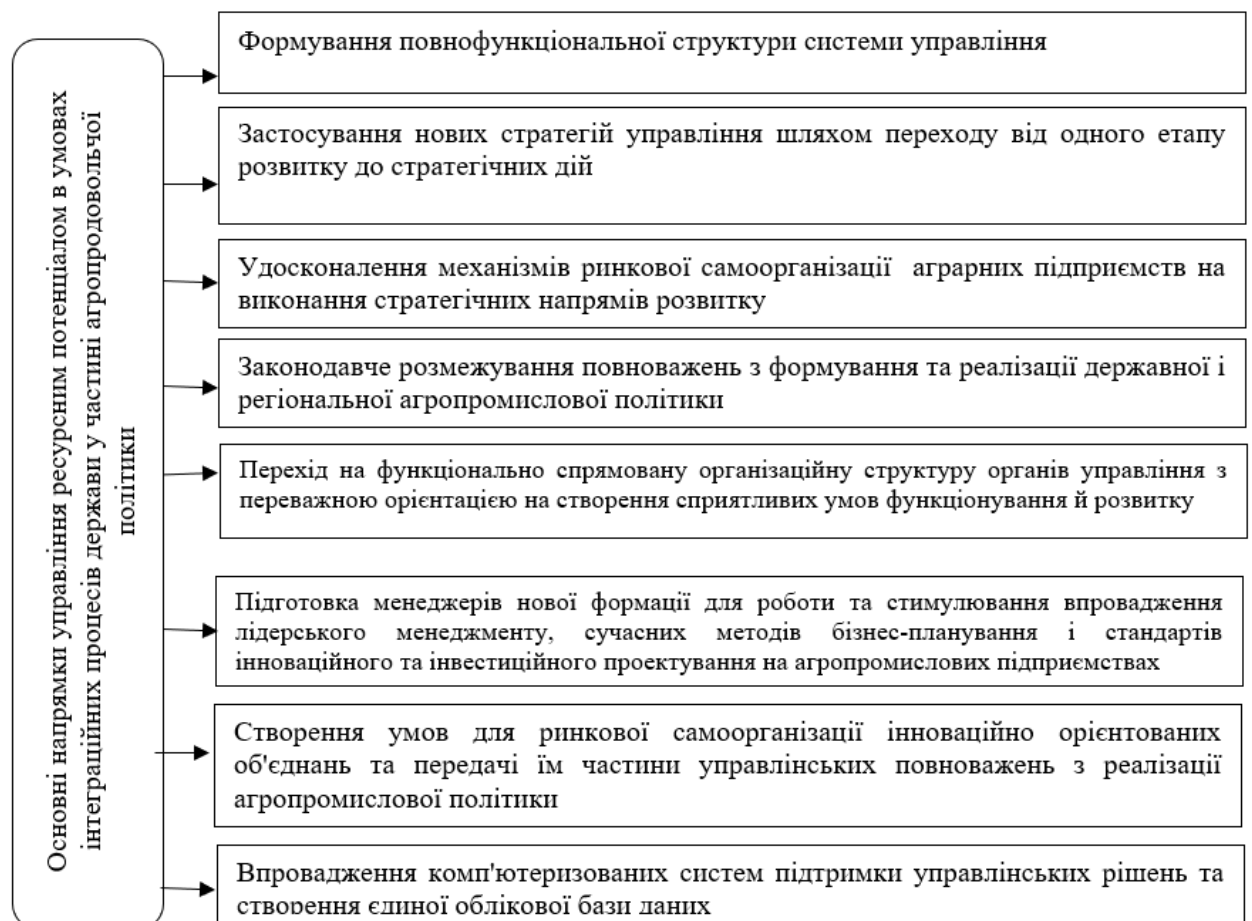 Основні напрямки управління ресурсним потенціалом в умовах
інтеграційних процесів держави у частині агропродовольчої
політики
Формування повнофункціональної структури системи управління
Застосування нових стратегій управління шляхом переходу від одного етапу
розвитку до стратегічних дій
Удосконалення механізмів ринкової самоорганізації аграрних підприємств на
виконання стратегічних напрямів розвитку
Законодавче розмежування повноважень з формування та реалізації державної і
регіональної агропромислової політики
Перехід на функціонально спрямовану організаційну структуру органів управління з
переважною орієнтацією на створення сприятливих умов функціонування й розвитку
Підготовка менеджерів нової формації для роботи та стимулювання впровадження
лідерського менеджменту, сучасних методів бізнес-планування і стандартів
інноваційного та інвестиційного проектування на агропромислових підприємствах
Створення умов для ринкової самоорганізації інноваційно орієнтованих
об'єднань та передачі їм частини управлінських повноважень з реалізації
агропромислової політики
Впровадження комп'ютеризованих систем підтримки управлінських рішень та
створення єдиної облікової бази даних